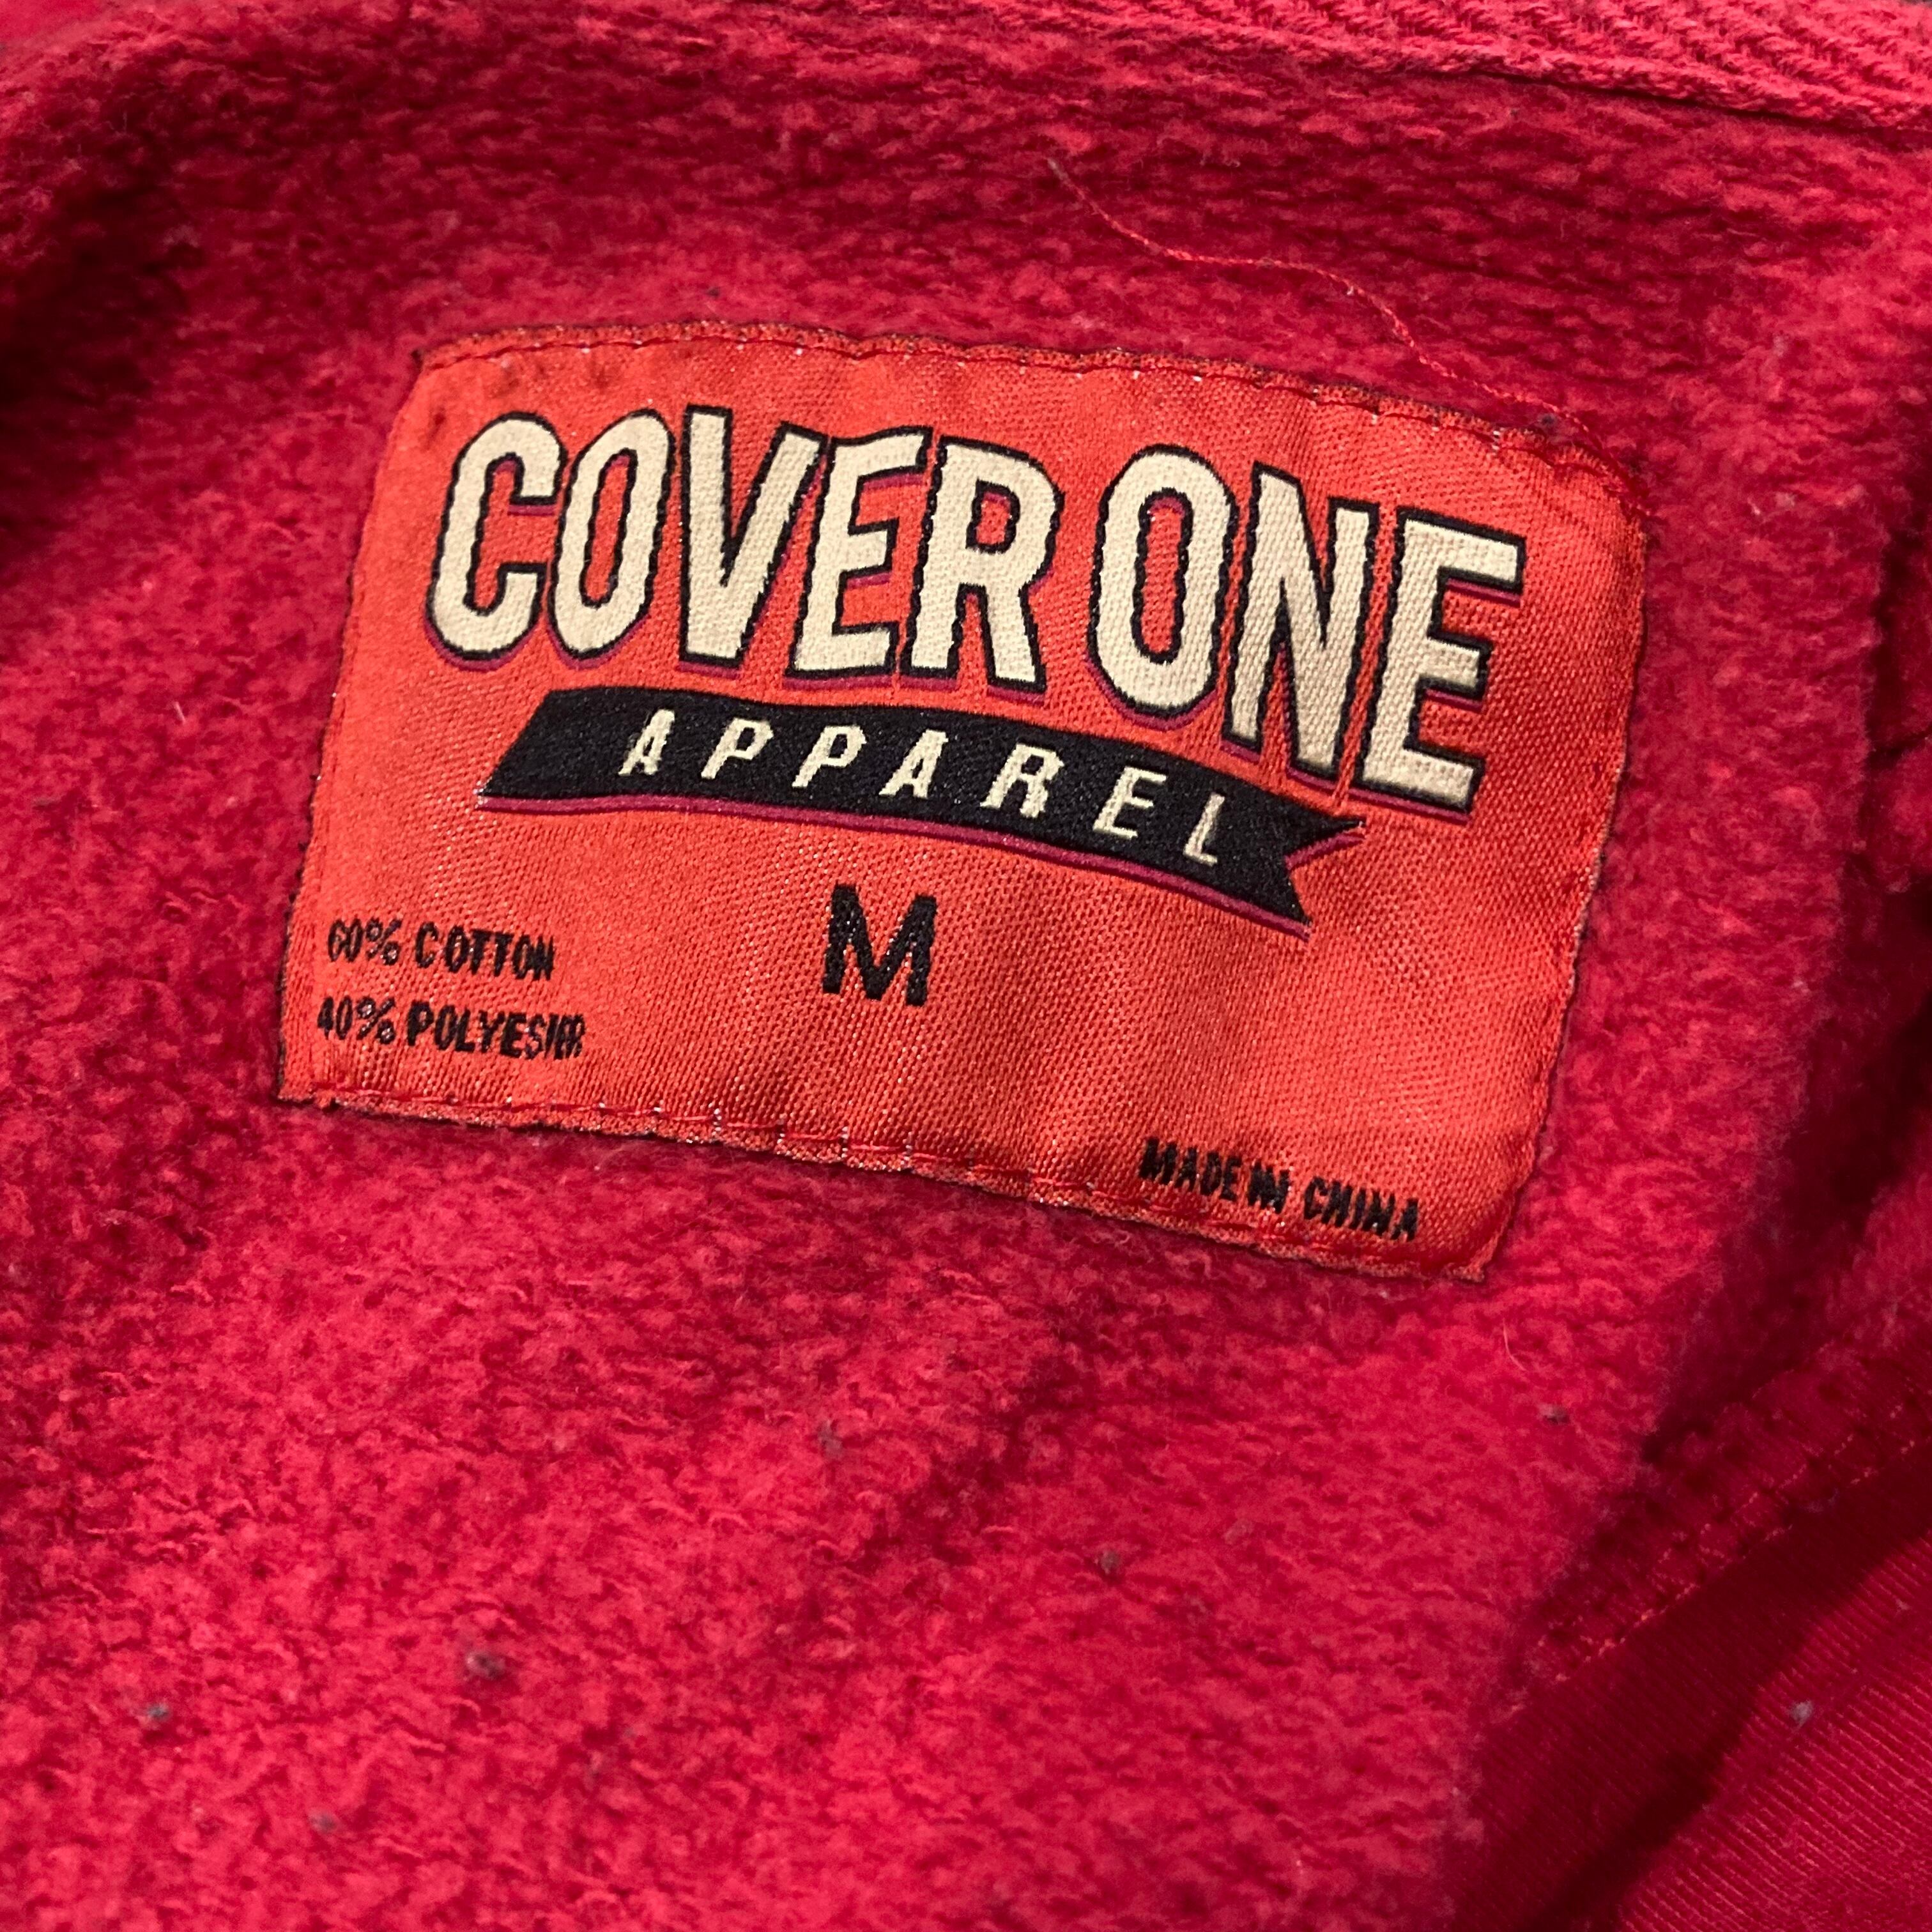 COVER ONE
APPAREL
M
60% COTTON
40% POLYESTER
MADE IN CHINA